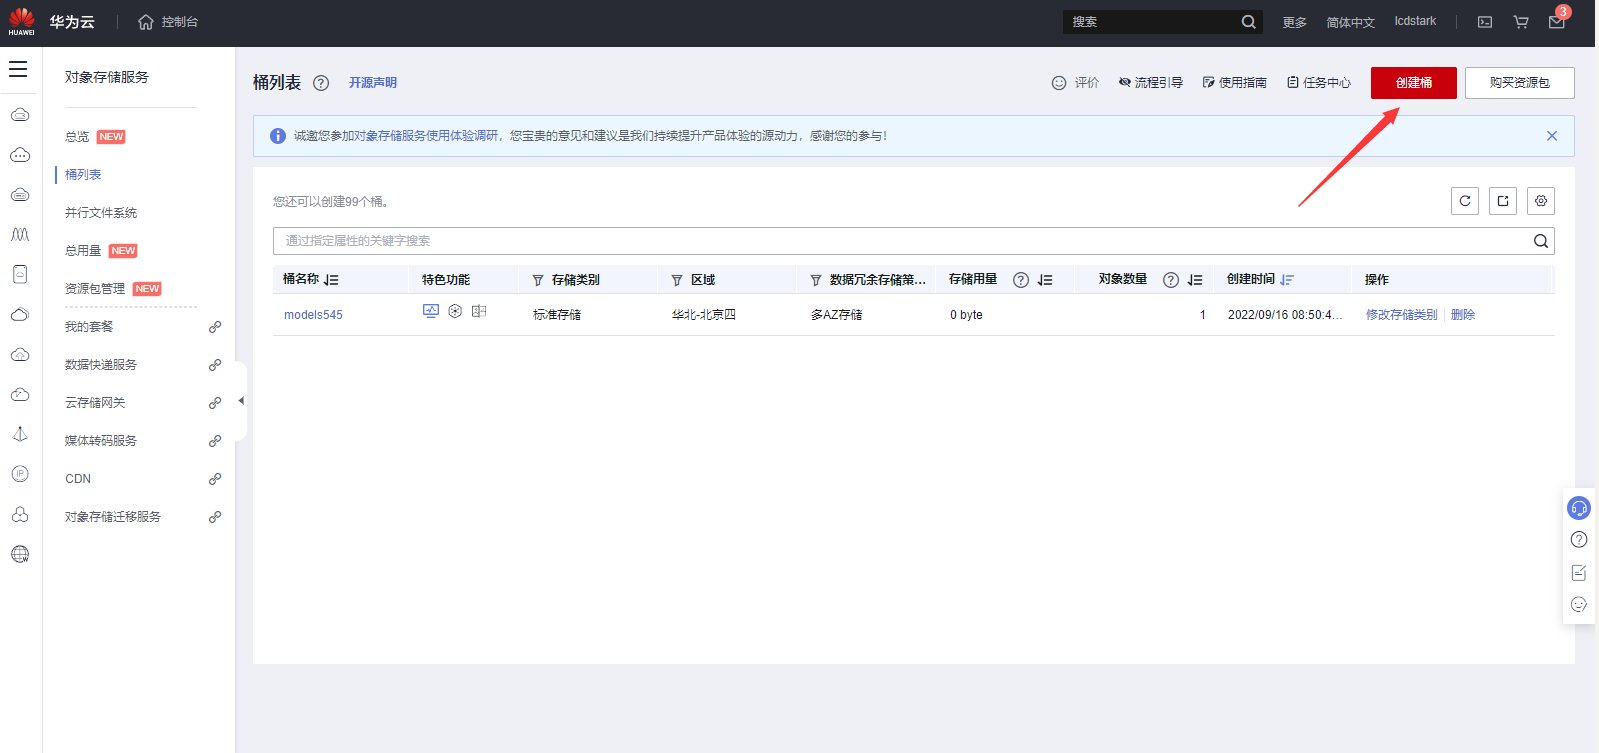 HUAWEI
华为云
控制台
搜索
更多
简体中文
lcdstark
3
对象存储服务
总览 NEW
桶列表
并行文件系统
总用量 NEW
资源包管理 NEW
我的套餐
数据快递服务
云存储网关
媒体转码服务
CDN
对象存储迁移服务
桶列表
开源声明
评价
流程引导
使用指南
任务中心
创建桶
购买资源包
诚邀您参加对象存储服务使用体验调研，您宝贵的意见和建议是我们持续提升产品体验的源动力，感谢您的参与！
您还可以创建99个桶。
通过指定属性的关键字搜索
桶名称 特色功能 存储类别 区域 数据冗余存储策... 存储用量 对象数量 创建时间 操作
models545 标准存储 华北-北京四 多AZ存储 0 byte 1 2022/09/16 08:50:4... 修改存储类别 删除
IP